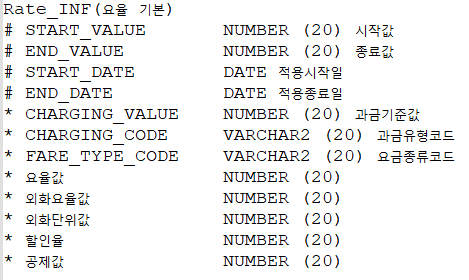 Rate_INF(요율 기본)
# START_VALUE NUMBER (20) 시작값
# END_VALUE NUMBER (20) 종료값
# START_DATE DATE 적용시작일
# END_DATE DATE 적용종료일
* CHARGING_VALUE NUMBER (20) 과금기준값
* CHARGING_CODE VARCHAR2 (20) 과금유형코드
* FARE_TYPE_CODE VARCHAR2 (20) 요금종류코드
* 요율값 NUMBER (20)
* 외화요율값 NUMBER (20)
* 외화단위값 NUMBER (20)
* 할인율 NUMBER (20)
* 공제값 NUMBER (20)